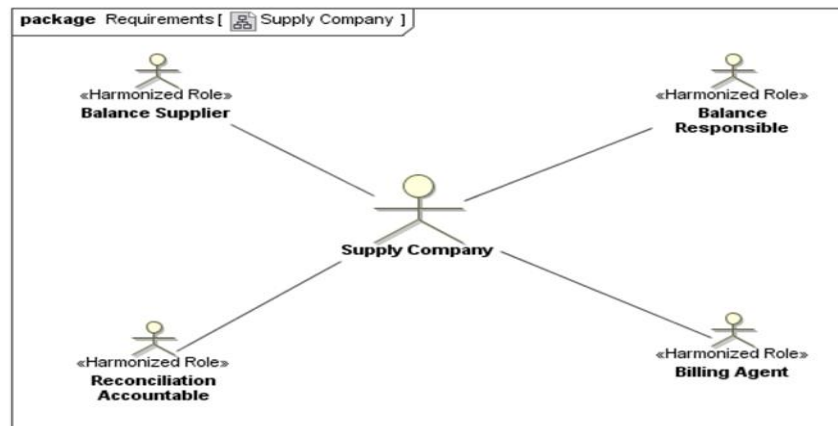 package Requirements [ Supply Company ]
«Harmonized Role»
Balance Supplier
«Harmonized Role»
Balance
Responsible
Supply Company
«Harmonized Role»
Reconciliation
Accountable
«Harmonized Role»
Billing Agent